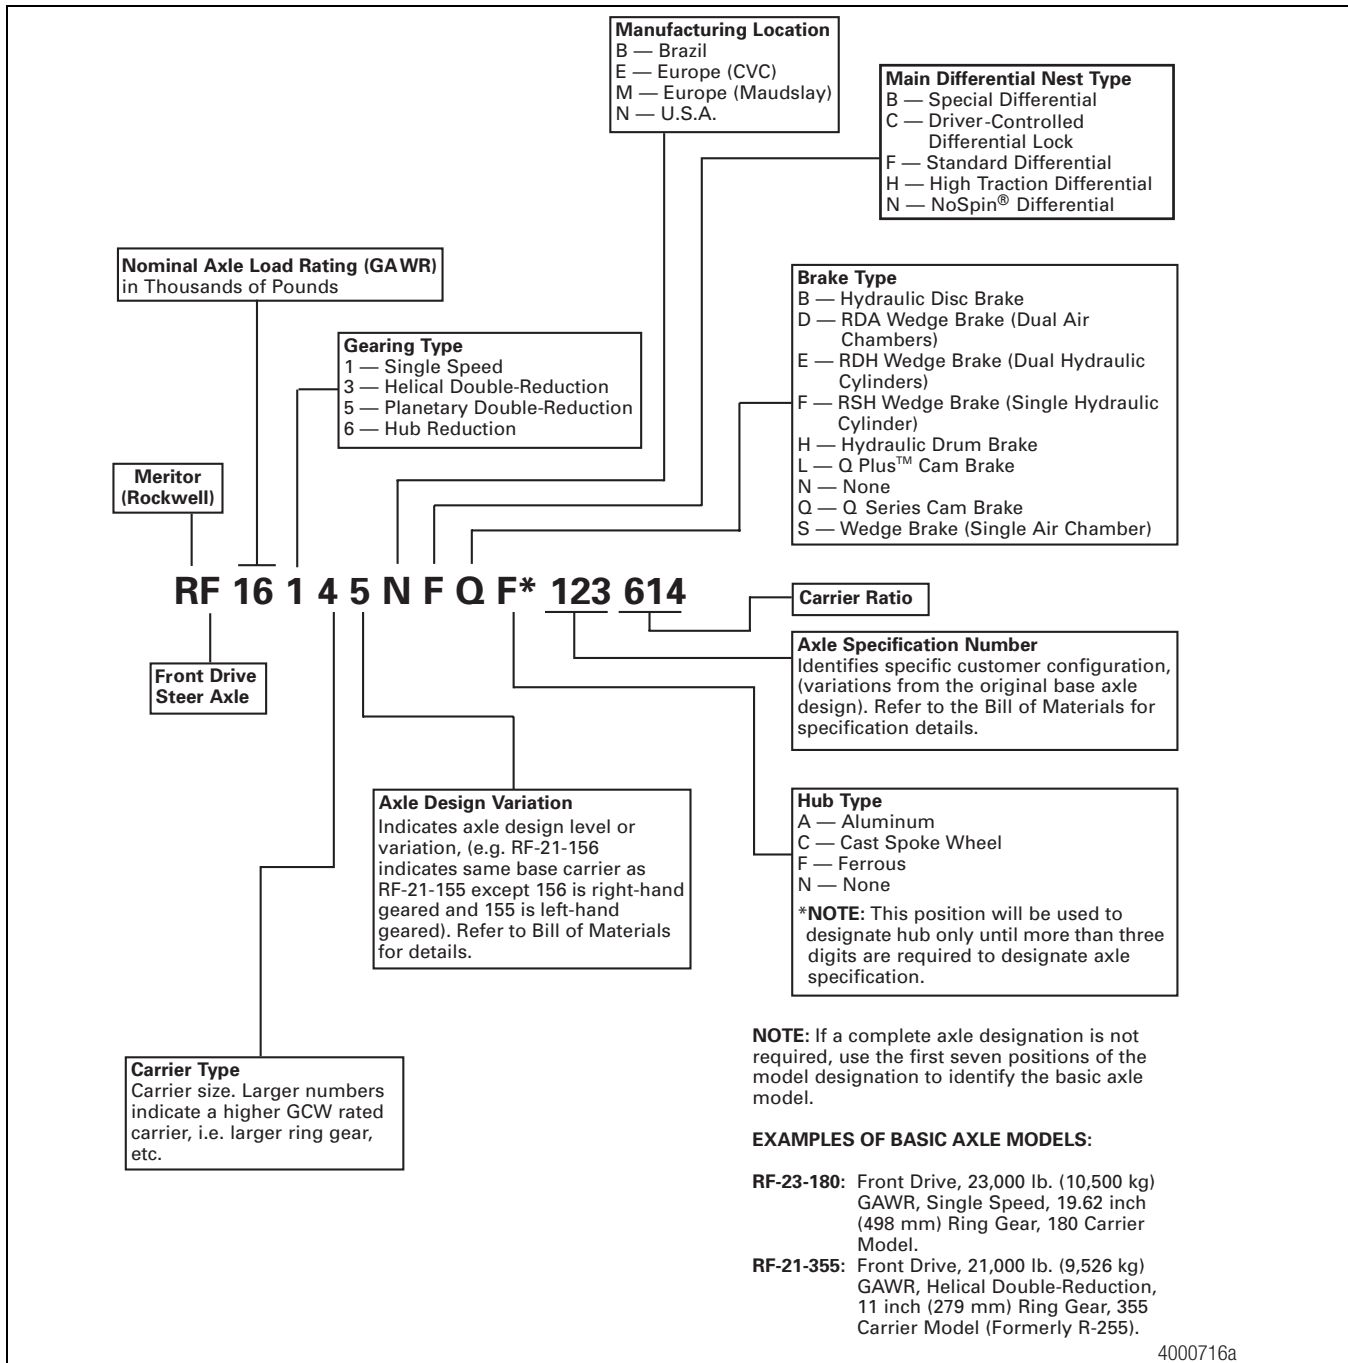 Manufacturing Location
B — Brazil
E — Europe (CVC)
M — Europe (Maudslay)
N — U.S.A.
Main Differential Nest Type
B — Special Differential
C — Driver-Controlled
Differential Lock
F — Standard Differential
H — High Traction Differential
N — NoSpin® Differential
Nominal Axle Load Rating (GAWR)
in Thousands of Pounds
Brake Type
B — Hydraulic Disc Brake
D — RDA Wedge Brake (Dual Air
Chambers)
E — RDH Wedge Brake (Dual Hydraulic
Cylinders)
F — RSH Wedge Brake (Single Hydraulic
Cylinder)
H — Hydraulic Drum Brake
L — Q Plus™ Cam Brake
N — None
Q — Q Series Cam Brake
S — Wedge Brake (Single Air Chamber)
Gearing Type
1 — Single Speed
3 — Helical Double-Reduction
5 — Planetary Double-Reduction
6 — Hub Reduction
Meritor
(Rockwell)
RF 16 1 4 5 N F Q F* 123 614
Carrier Ratio
Axle Specification Number
Identifies specific customer configuration,
(variations from the original base axle
design). Refer to the Bill of Materials for
specification details.
Front Drive
Steer Axle
Axle Design Variation
Indicates axle design level or
variation, (e.g. RF-21-156
indicates same base carrier as
RF-21-155 except 156 is right-hand
geared and 155 is left-hand
geared). Refer to Bill of Materials
for details.
Hub Type
A — Aluminum
C — Cast Spoke Wheel
F — Ferrous
N — None
*NOTE: This position will be used to
designate hub only until more than three
digits are required to designate axle
specification.
Carrier Type
Carrier size. Larger numbers
indicate a higher GCW rated
carrier, i.e. larger ring gear,
etc.
NOTE: If a complete axle designation is not
required, use the first seven positions of the
model designation to identify the basic axle
model.
EXAMPLES OF BASIC AXLE MODELS:
RF-23-180: Front Drive, 23,000 lb. (10,500 kg)
GAWR, Single Speed, 19.62 inch
(498 mm) Ring Gear, 180 Carrier
Model.
RF-21-355: Front Drive, 21,000 lb. (9,526 kg)
GAWR, Helical Double-Reduction,
11 inch (279 mm) Ring Gear, 355
Carrier Model (Formerly R-255).
4000716a